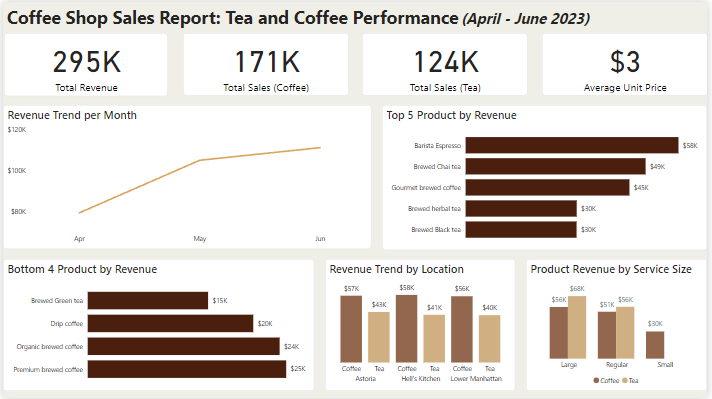 Coffee Shop Sales Report: Tea and Coffee Performance (April - June 2023)
295K
Total Revenue
171K
Total Sales (Coffee)
124K
Total Sales (Tea)
$3
Average Unit Price
Revenue Trend per Month
$120K
$100K
$80K
Apr May Jun
Top 5 Product by Revenue
Barista Espresso $58K
Brewed Chai tea $49K
Gourmet brewed coffee $45K
Brewed herbal tea $30K
Brewed Black tea $30K
Bottom 4 Product by Revenue
Brewed Green tea $15K
Drip coffee $20K
Organic brewed coffee $24K
Premium brewed coffee $25K
Revenue Trend by Location
$57K $43K $58K $41K $56K $40K
Coffee Tea Coffee Tea Coffee Tea
Astoria Hell's Kitchen Lower Manhattan
Product Revenue by Service Size
$56K $68K $51K $56K $30K
Large Regular Small
Coffee Tea